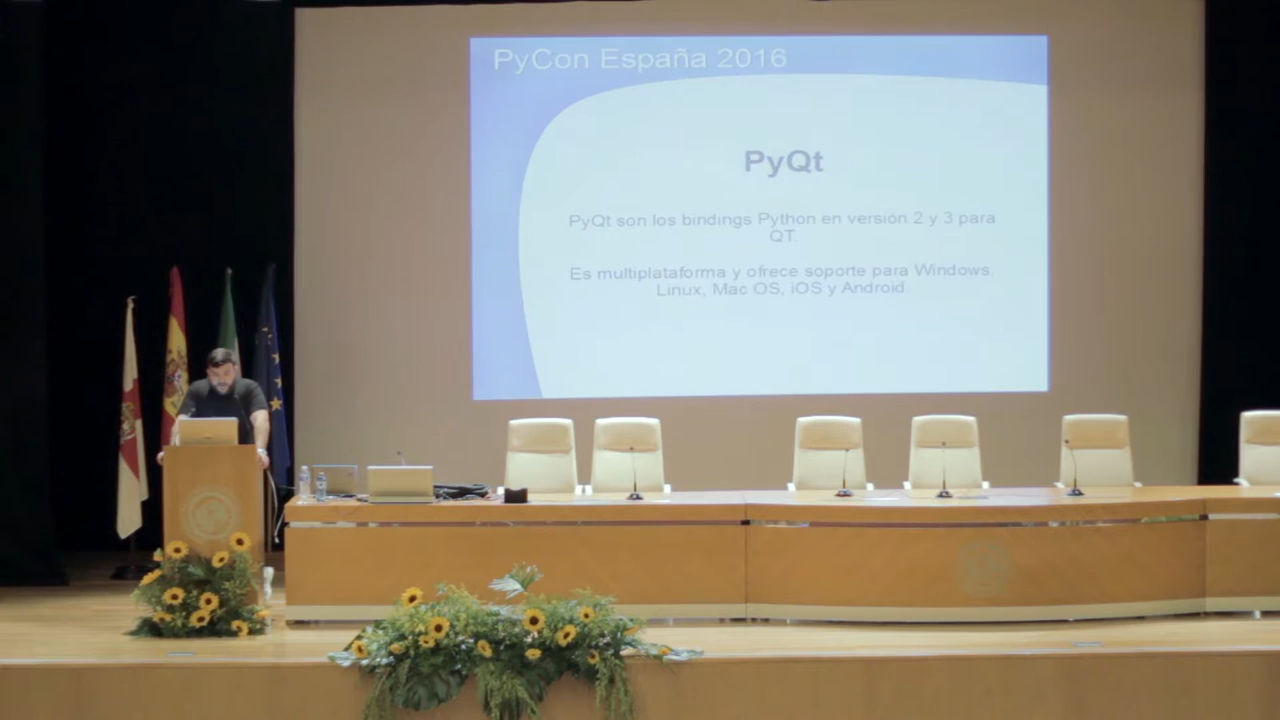 PyCon España 2016
PyQt
PyQt son los bindings Python en versión 2 y 3 para
QT.
Es multiplataforma y ofrece soporte para Windows,
Linux, Mac OS, iOS y Android.